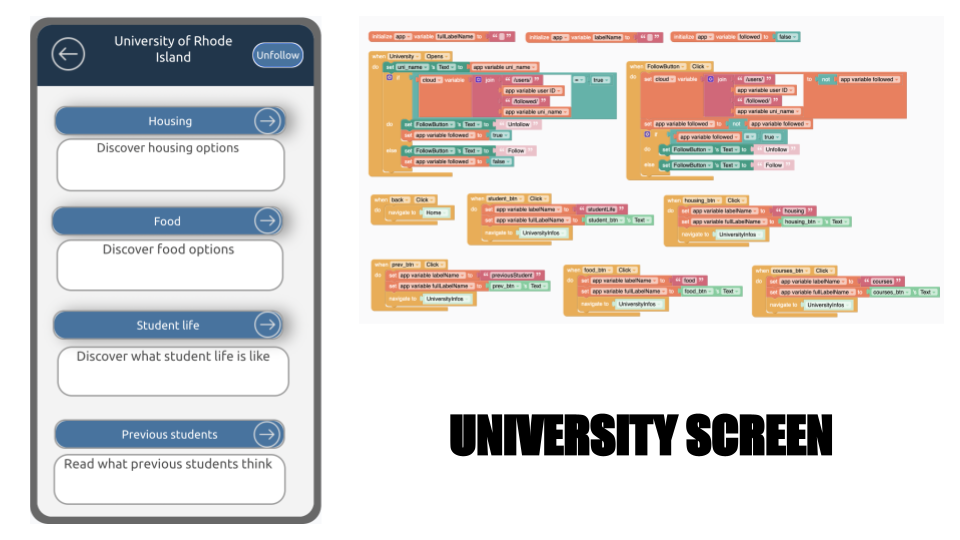 University of Rhode
Island
Unfollow
Housing
Discover housing options
Food
Discover food options
Student life
Discover what student life is like
Previous students
Read what previous students think
initialize app variable fullLabelName to “ ”
initialize app variable labelName to “ ”
initialize app variable followed to false
when University Opens
do set uni_name 's Text to app variable uni_name
if cloud variable join “ /users/ ” = true
app variable user ID
“ /followed/ ”
app variable uni_name
do set FollowButton 's Text to “ Unfollow ”
set app variable followed to true
else set FollowButton 's Text to “ Follow ”
set app variable followed to false
when FollowButton Click
do set cloud variable join “ /users/ ” to not app variable followed
app variable user ID
“ /followed/ ”
app variable uni_name
set app variable followed to not app variable followed
if app variable followed = true
do set FollowButton 's Text to “ Unfollow ”
else set FollowButton 's Text to “ Follow ”
when back Click
do navigate to Home
when student_btn Click
do set app variable labelName to “ studentLife ”
set app variable fullLabelName to student_btn 's Text
navigate to UniversityInfos
when housing_btn Click
do set app variable labelName to “ housing ”
set app variable fullLabelName to housing_btn 's Text
navigate to UniversityInfos
when prev_btn Click
do set app variable labelName to “ previousStudent ”
set app variable fullLabelName to prev_btn 's Text
navigate to UniversityInfos
when food_btn Click
do set app variable labelName to “ food ”
set app variable fullLabelName to food_btn 's Text
navigate to UniversityInfos
when courses_btn Click
do set app variable labelName to “ courses ”
set app variable fullLabelName to courses_btn 's Text
navigate to UniversityInfos
UNIVERSITY SCREEN